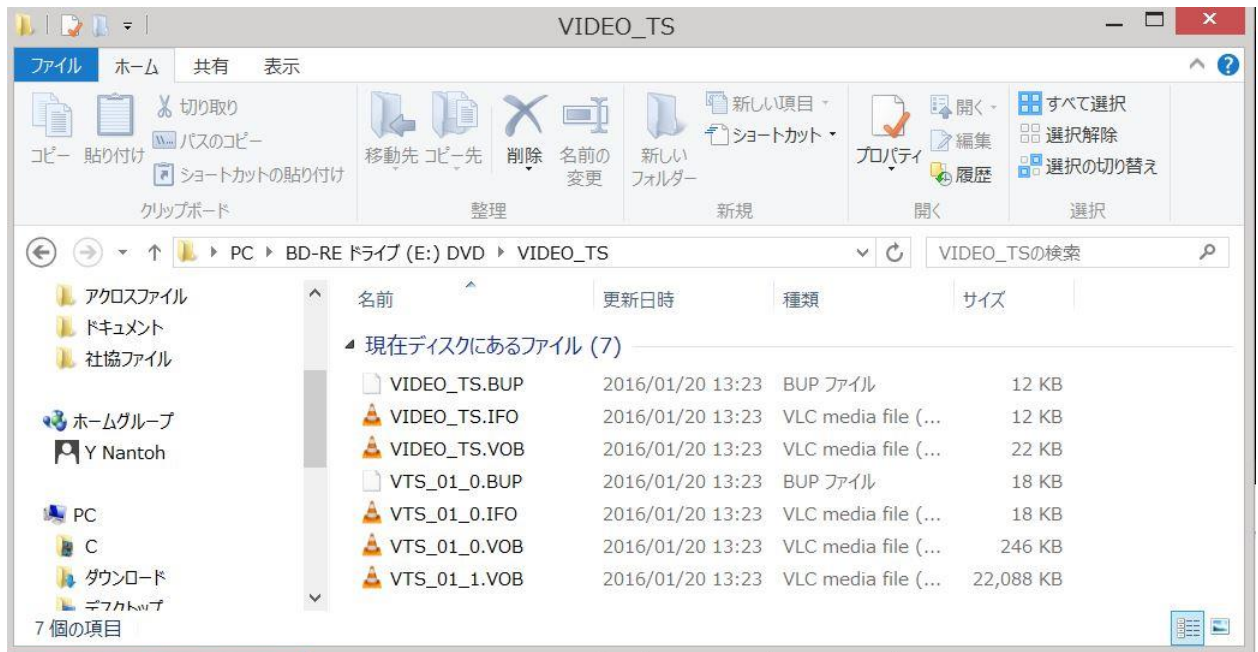 VIDEO_TS
ファイル ホーム 共有 表示
コピー 貼り付け 切り取り パスのコピー ショートカットの貼り付け
クリップボード
移動先 コピー先 削除 名前の変更
整理
新しいフォルダー 新しい項目 ショートカット
新規
プロパティ 開く 編集 履歴
開く
すべて選択 選択解除 選択の切り替え
選択
PC BD-RE ドライブ (E:) DVD VIDEO_TS VIDEO_TSの検索
アクロスファイル
ドキュメント
社協ファイル
ホームグループ
Y Nantoh
PC
C
ダウンロード
デスクトップ
名前 更新日時 種類 サイズ
現在ディスクにあるファイル (7)
VIDEO_TS.BUP 2016/01/20 13:23 BUP ファイル 12 KB
VIDEO_TS.IFO 2016/01/20 13:23 VLC media file (... 12 KB
VIDEO_TS.VOB 2016/01/20 13:23 VLC media file (... 22 KB
VTS_01_0.BUP 2016/01/20 13:23 BUP ファイル 18 KB
VTS_01_0.IFO 2016/01/20 13:23 VLC media file (... 18 KB
VTS_01_0.VOB 2016/01/20 13:23 VLC media file (... 246 KB
VTS_01_1.VOB 2016/01/20 13:23 VLC media file (... 22,088 KB
7 個の項目